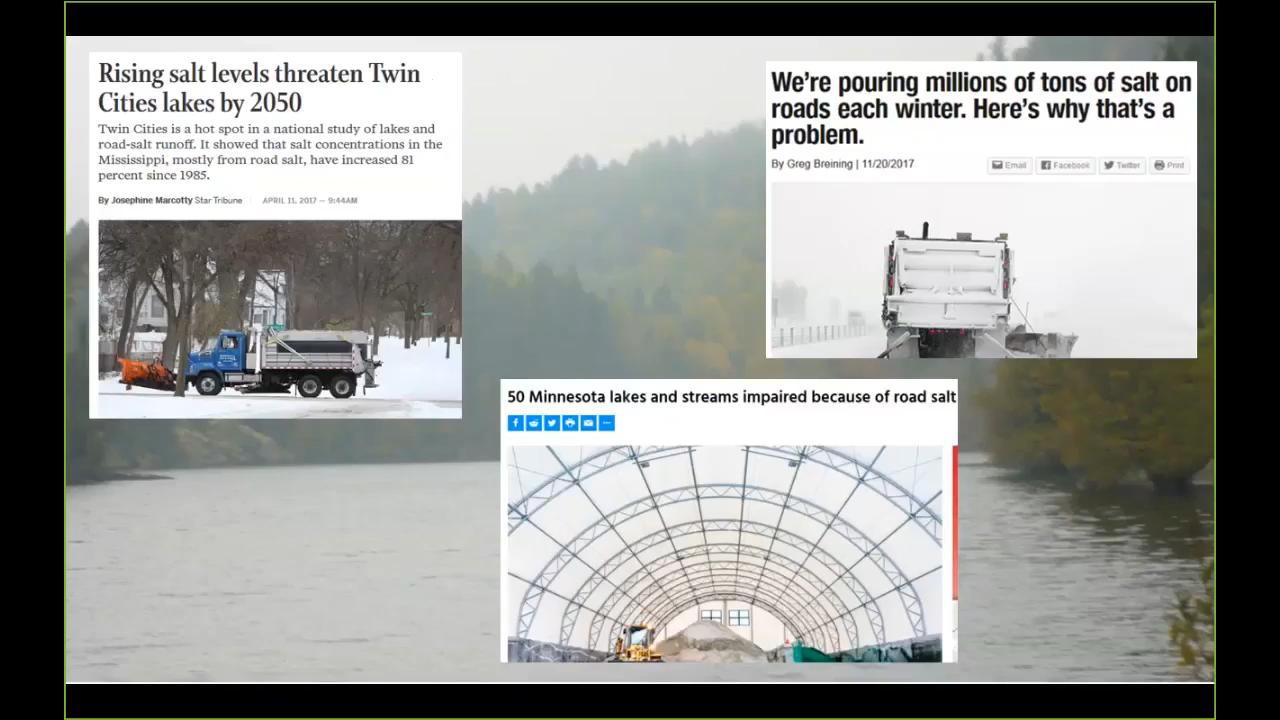 Rising salt levels threaten Twin
Cities lakes by 2050
Twin Cities is a hot spot in a national study of lakes and
road-salt runoff. It showed that salt concentrations in the
Mississippi, mostly from road salt, have increased 81
percent since 1985.
By Josephine Marcotty Star Tribune APRIL 11, 2017 — 9:44AM
We're pouring millions of tons of salt on
roads each winter. Here's why that's a
problem.
By Greg Breining | 11/20/2017
Email Facebook Twitter Print
50 Minnesota lakes and streams impaired because of road salt